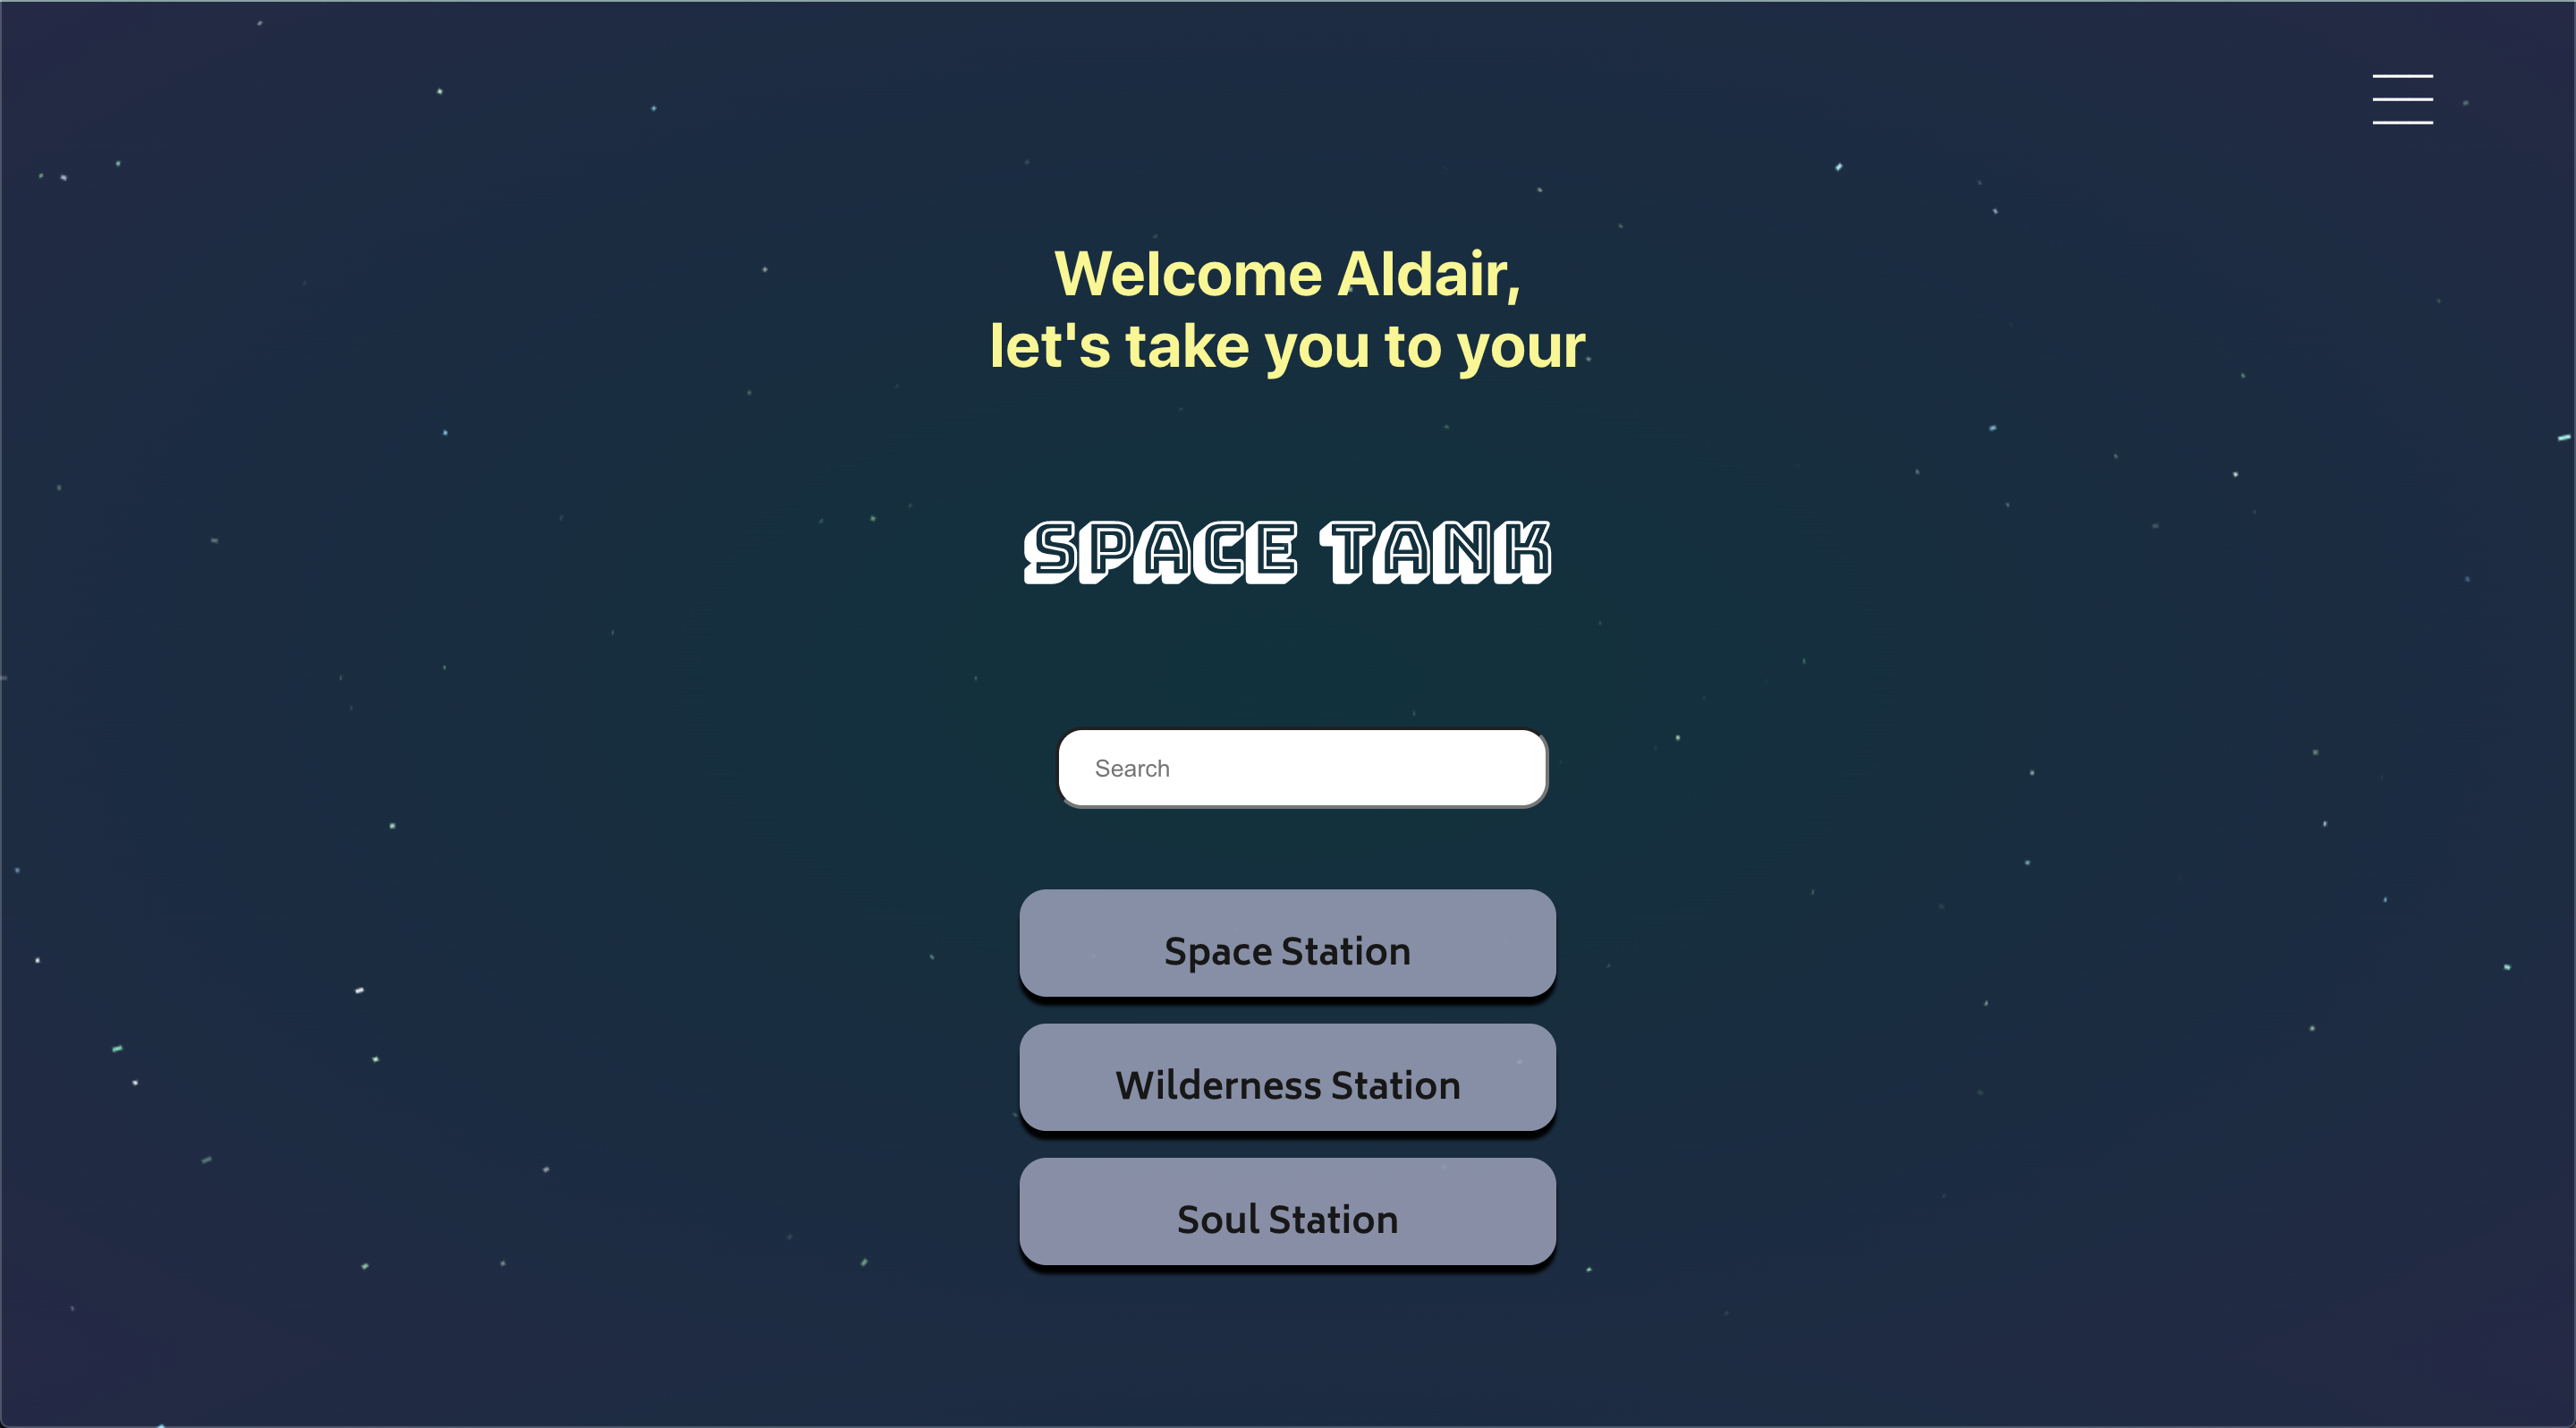 Welcome Aldair,
let's take you to your
SPACE TANK
Search
Space Station
Wilderness Station
Soul Station